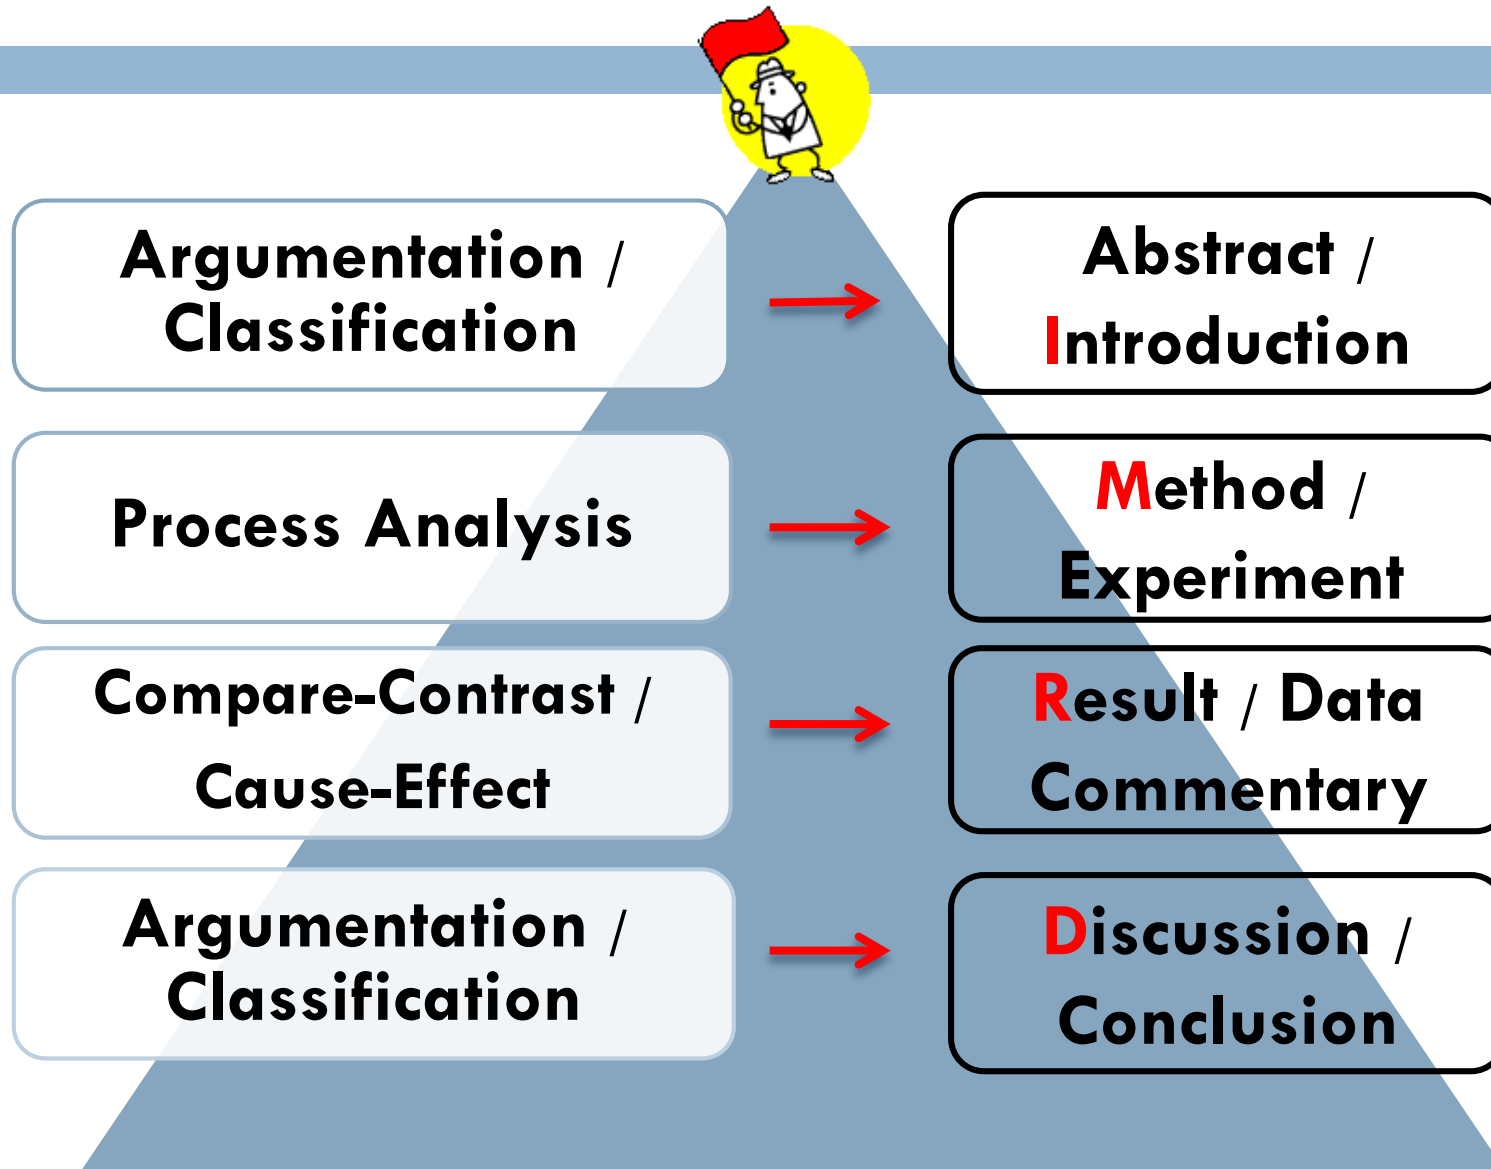 Argumentation /
Classification
Abstract /
Introduction
Process Analysis
Method /
Experiment
Compare-Contrast /
Cause-Effect
Result / Data
Commentary
Argumentation /
Classification
Discussion /
Conclusion